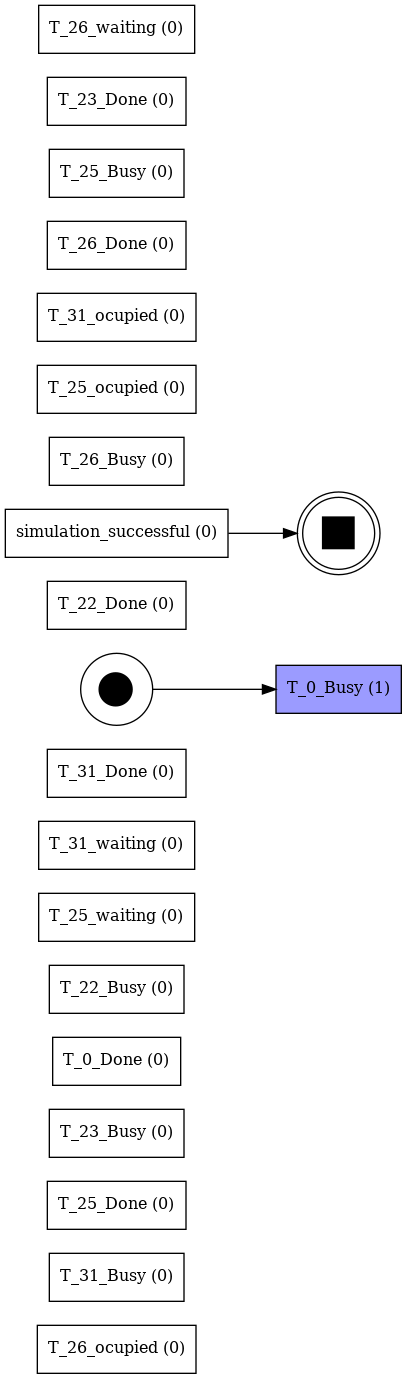 T_26_waiting (0)
T_23_Done (0)
T_25_Busy (0)
T_26_Done (0)
T_31_ocupied (0)
T_25_ocupied (0)
T_26_Busy (0)
simulation_successful (0)
T_22_Done (0)
T_0_Busy (1)
T_31_Done (0)
T_31_waiting (0)
T_25_waiting (0)
T_22_Busy (0)
T_0_Done (0)
T_23_Busy (0)
T_25_Done (0)
T_31_Busy (0)
T_26_ocupied (0)